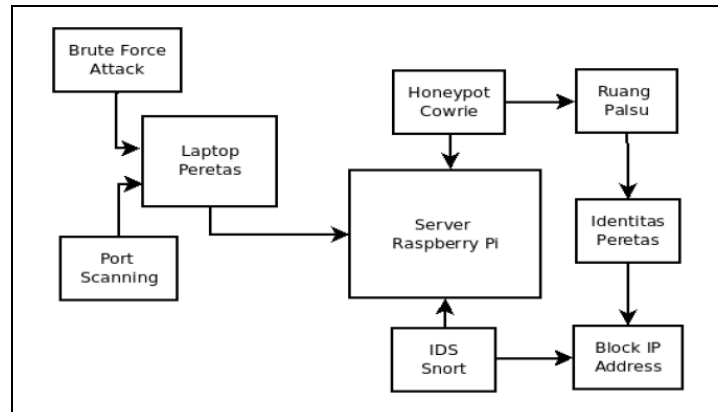 Brute Force
Attack
Honeypot
Cowrie
Ruang
Palsu
Laptop
Peretas
Server
Raspberry Pi
Identitas
Peretas
Port
Scanning
IDS
Snort
Block IP
Address